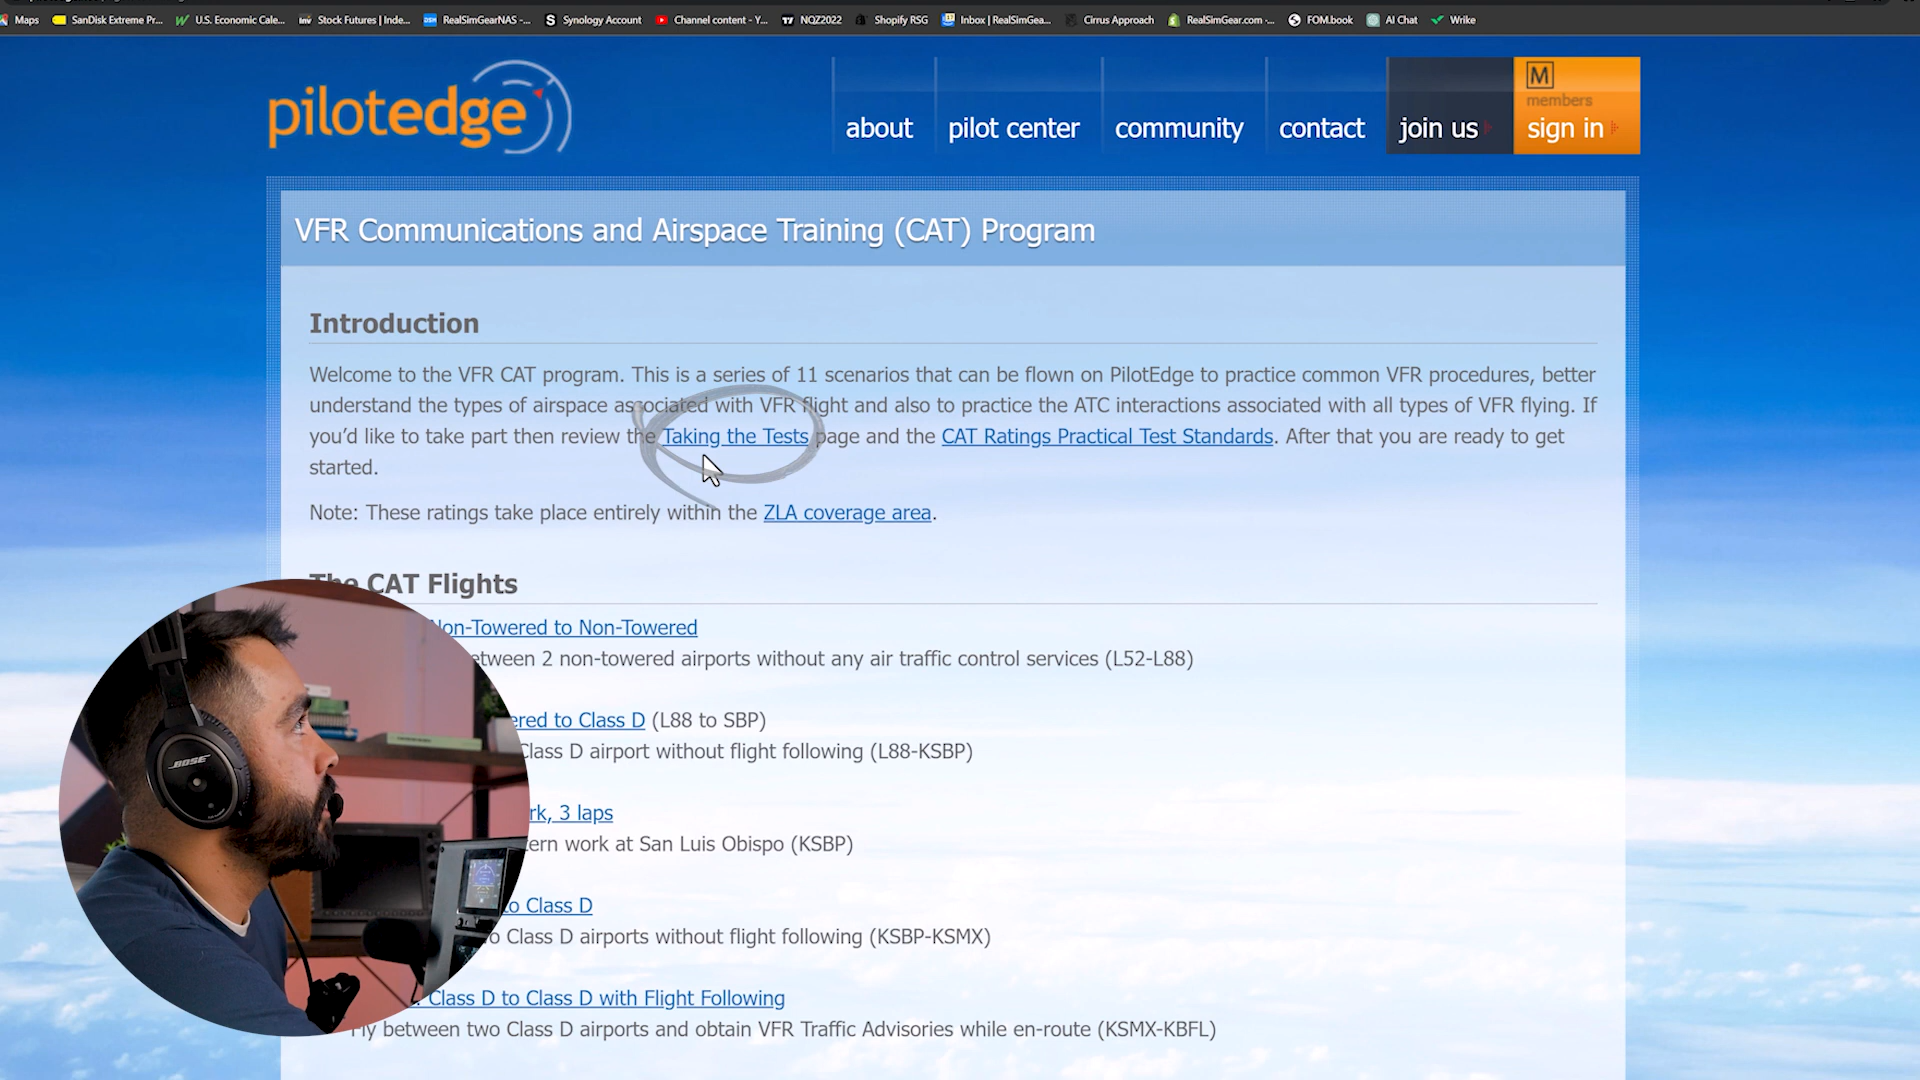 Maps SanDisk Extreme Pr... U.S. Economic Cale... Stock Futures | Inde... RealSimGearNAS -... Synology Account Channel content - Y... NQZ2022 Shopify RSG Inbox | RealSimGea... Cirrus Approach RealSimGear.com -... FOM.book AI Chat Wrike
pilotedge
about pilot center community contact join us
M
members
sign in
VFR Communications and Airspace Training (CAT) Program
Introduction
Welcome to the VFR CAT program. This is a series of 11 scenarios that can be flown on PilotEdge to practice common VFR procedures, better
understand the types of airspace associated with VFR flight and also to practice the ATC interactions associated with all types of VFR flying. If
you'd like to take part then review the Taking the Tests page and the CAT Ratings Practical Test Standards. After that you are ready to get
started.
Note: These ratings take place entirely within the ZLA coverage area.
The CAT Flights
Non-Towered to Non-Towered
etween 2 non-towered airports without any air traffic control services (L52-L88)
ered to Class D (L88 to SBP)
Class D airport without flight following (L88-KSBP)
rk, 3 laps
tern work at San Luis Obispo (KSBP)
to Class D
o Class D airports without flight following (KSBP-KSMX)
Class D to Class D with Flight Following
Fly between two Class D airports and obtain VFR Traffic Advisories while en-route (KSMX-KBFL)
BOSE